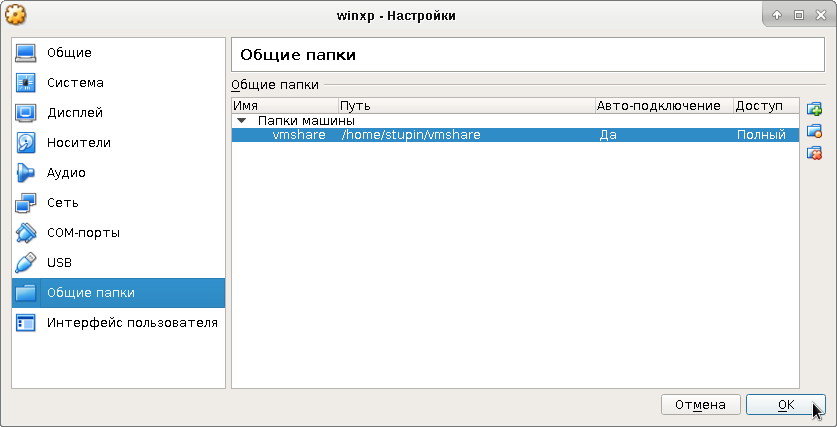 winxp - Настройки
Общие
Система
Дисплей
Носители
Аудио
Сеть
COM-порты
USB
Общие папки
Интерфейс пользователя
Общие папки
Общие папки
Имя Путь Авто-подключение Доступ
Папки машины
vmshare /home/stupin/vmshare Да Полный
Отмена OK